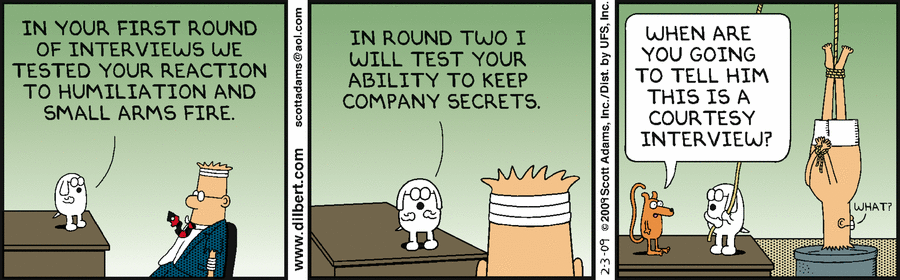 IN YOUR FIRST ROUND
OF INTERVIEWS WE
TESTED YOUR REACTION
TO HUMILIATION AND
SMALL ARMS FIRE.
www.dilbert.com
scottadams@aol.com
IN ROUND TWO I
WILL TEST YOUR
ABILITY TO KEEP
COMPANY SECRETS.
2-3-09 ©2009 Scott Adams, Inc./Dist. by UFS, Inc.
WHEN ARE
YOU GOING
TO TELL HIM
THIS IS A
COURTESY
INTERVIEW?
WHAT?